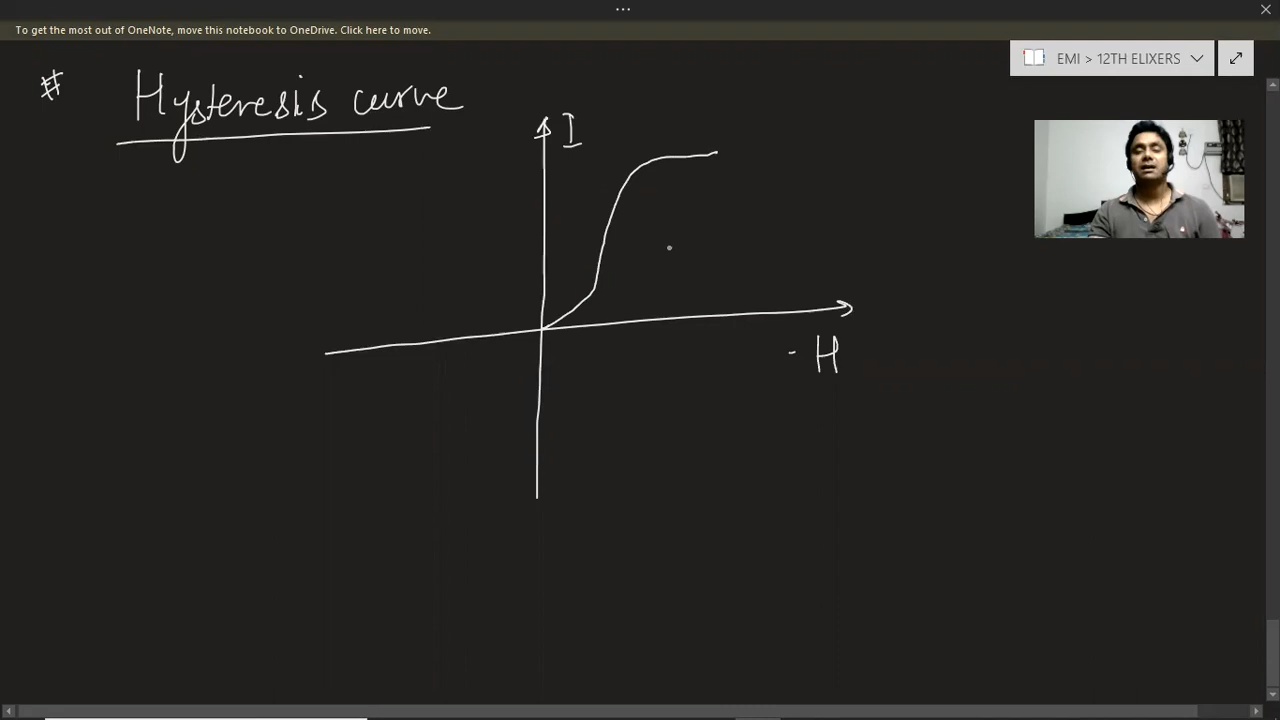 To get the most out of OneNote, move this notebook to OneDrive. Click here to move.
EMI > 12TH ELIXERS
# Hysteresis curve
I
- H